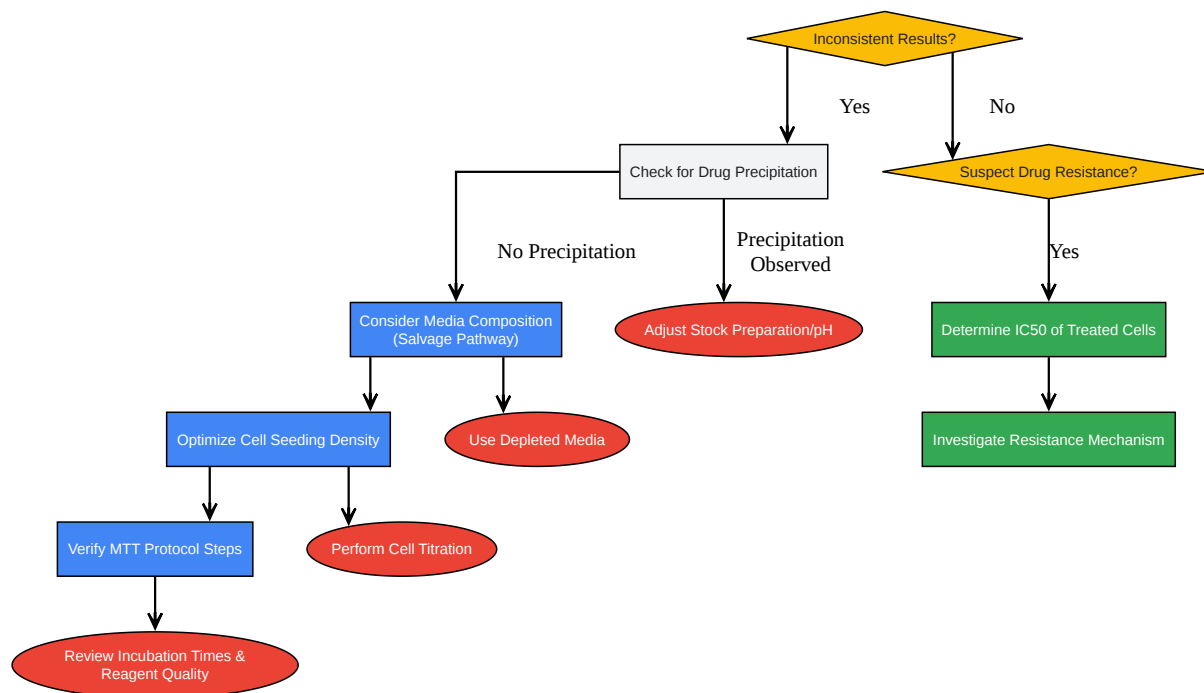 Inconsistent Results?
Yes
No
Check for Drug Precipitation
Suspect Drug Resistance?
No Precipitation
Precipitation
Observed
Yes
Consider Media Composition
(Salvage Pathway)
Adjust Stock Preparation/pH
Determine IC50 of Treated Cells
Optimize Cell Seeding Density
Use Depleted Media
Investigate Resistance Mechanism
Verify MTT Protocol Steps
Perform Cell Titration
Review Incubation Times &
Reagent Quality